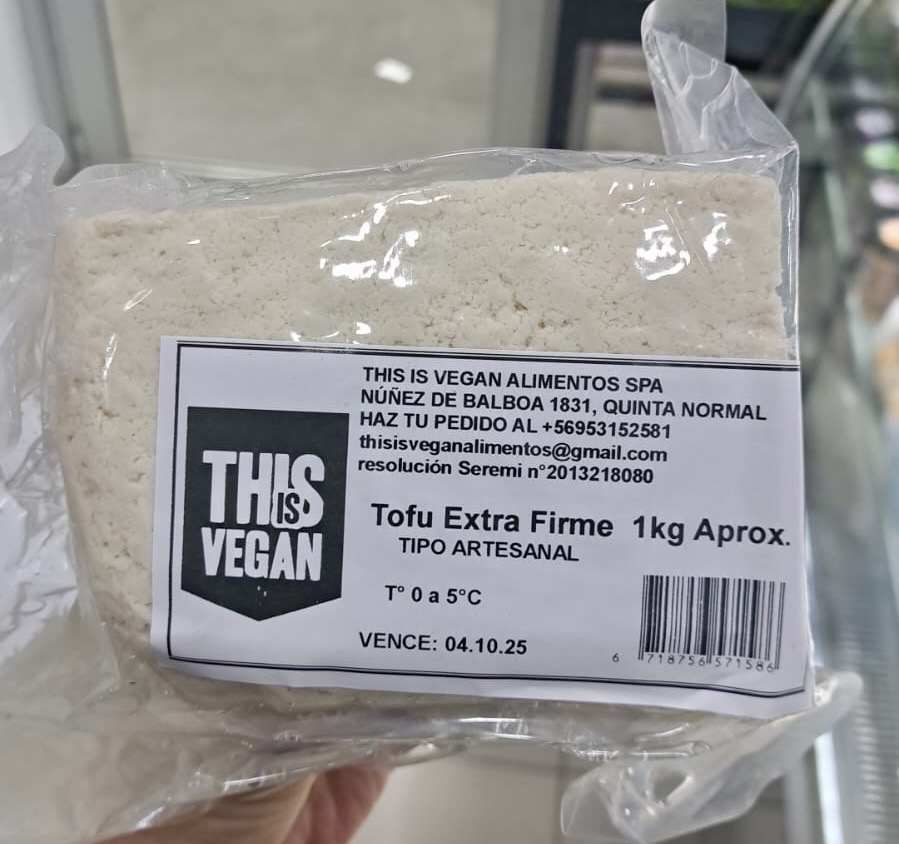 THIS IS VEGAN ALIMENTOS SPA
NÚÑEZ DE BALBOA 1831, QUINTA NORMAL
HAZ TU PEDIDO AL +56953152581
thisisveganalimentos@gmail.com
resolución Seremi n°2013218080
THIS
IS
VEGAN
Tofu Extra Firme 1kg Aprox.
TIPO ARTESANAL
T° 0 a 5°C
VENCE: 04.10.25
6 718756 571586